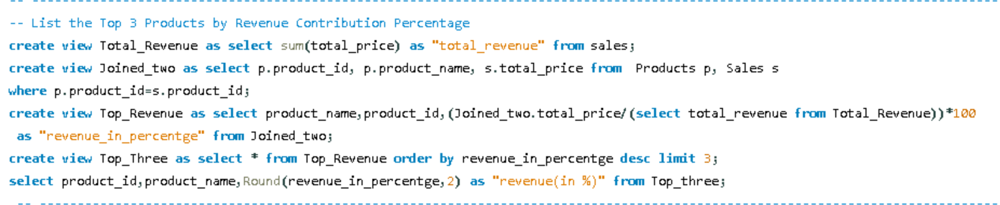 -- ----------------------------------------------------------------------------------------------------------------------------------
-- List the Top 3 Products by Revenue Contribution Percentage
create view Total_Revenue as select sum(total_price) as "total_revenue" from sales;
create view Joined_two as select p.product_id, p.product_name, s.total_price from  Products p, Sales s
where p.product_id=s.product_id;
create view Top_Revenue as select product_name,product_id,(Joined_two.total_price/(select total_revenue from Total_Revenue))*100
 as "revenue_in_percentge" from Joined_two;
create view Top_Three as select * from Top_Revenue order by revenue_in_percentge desc limit 3;
select product_id,product_name,Round(revenue_in_percentge,2) as "revenue(in %)" from Top_three;
 -- ----------------------------------------------------------------------------------------------------------------------------------